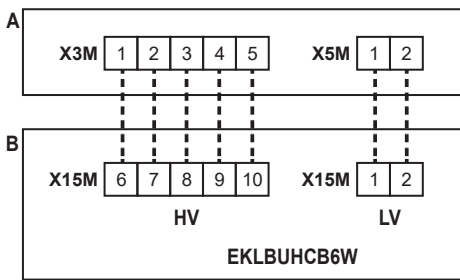 A
X3M 1 2 3 4 5 X5M 1 2
B
X15M 6 7 8 9 10 X15M 1 2
HV LV
EKLBUHCB6W